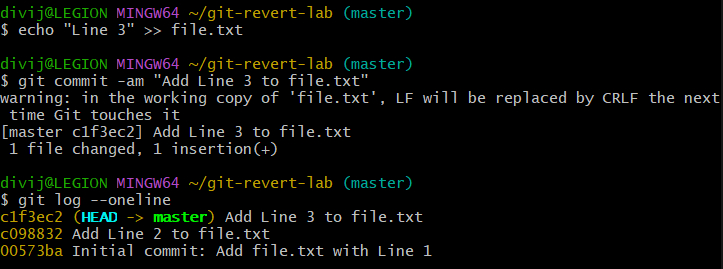 divij@LEGION MINGW64 ~/git-revert-lab (master)
$ echo "Line 3" >> file.txt
divij@LEGION MINGW64 ~/git-revert-lab (master)
$ git commit -am "Add Line 3 to file.txt"
warning: in the working copy of 'file.txt', LF will be replaced by CRLF the next
 time Git touches it
[master c1f3ec2] Add Line 3 to file.txt
 1 file changed, 1 insertion(+)
divij@LEGION MINGW64 ~/git-revert-lab (master)
$ git log --oneline
c1f3ec2 (HEAD -> master) Add Line 3 to file.txt
c098832 Add Line 2 to file.txt
00573ba Initial commit: Add file.txt with Line 1